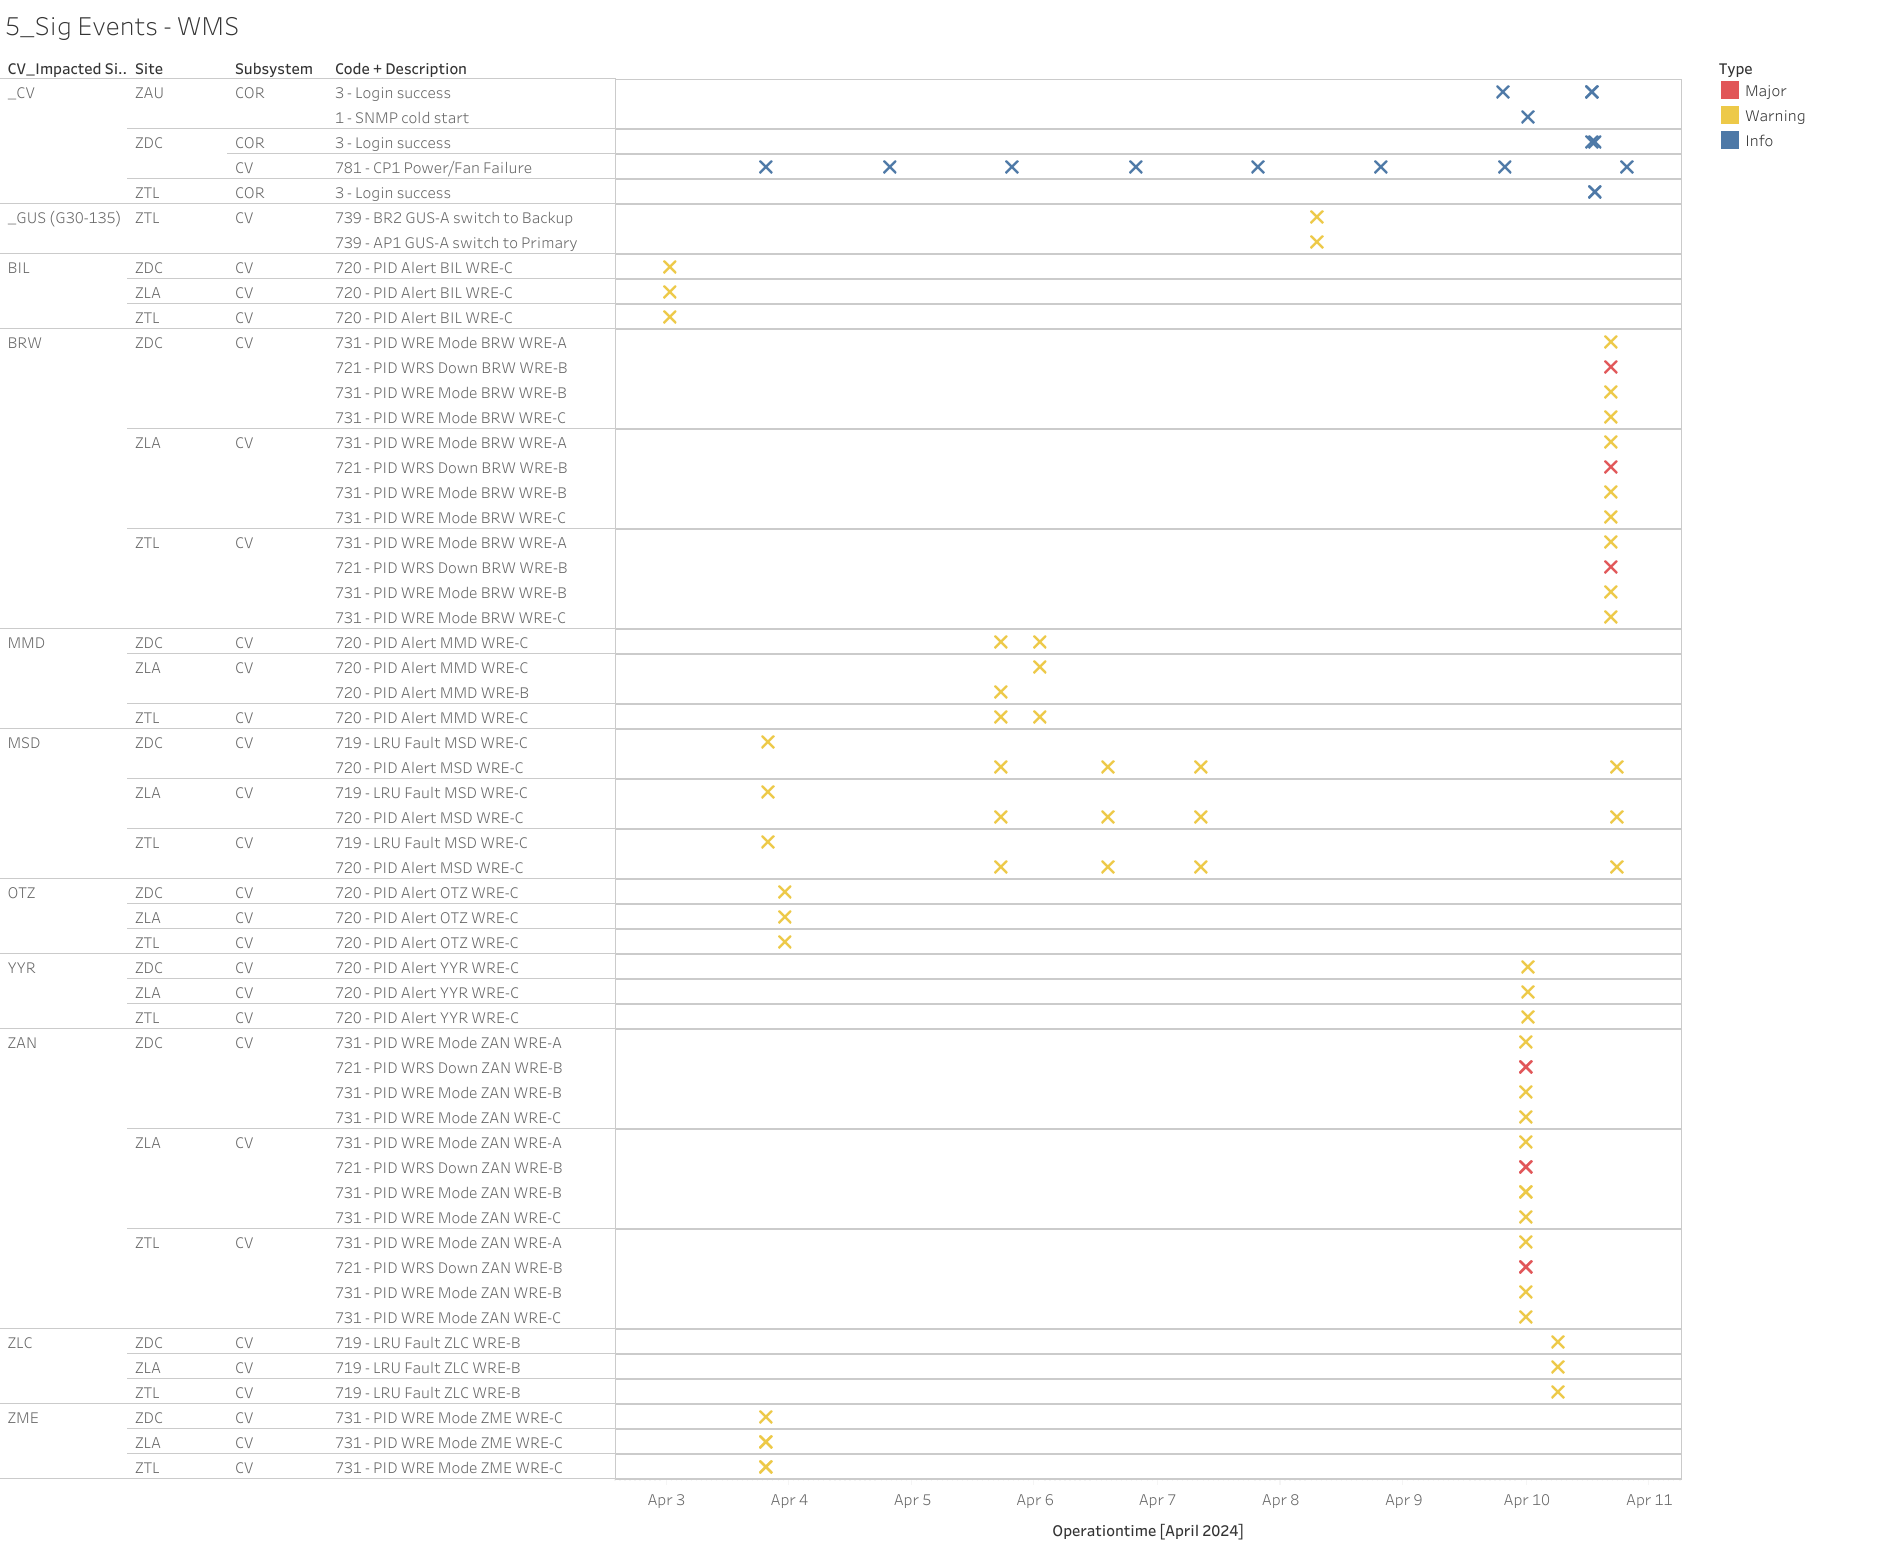 5_Sig Events - WMS
CV_Impacted Si.. Site Subsystem Code + Description
Type
_CV ZAU COR 3 - Login success
Major
1 - SNMP cold start
Warning
ZDC COR 3 - Login success
Info
CV 781 - CP1 Power/Fan Failure
ZTL COR 3 - Login success
_GUS (G30-135) ZTL CV 739 - BR2 GUS-A switch to Backup
739 - AP1 GUS-A switch to Primary
BIL ZDC CV 720 - PID Alert BIL WRE-C
ZLA CV 720 - PID Alert BIL WRE-C
ZTL CV 720 - PID Alert BIL WRE-C
BRW ZDC CV 731 - PID WRE Mode BRW WRE-A
721 - PID WRS Down BRW WRE-B
731 - PID WRE Mode BRW WRE-B
731 - PID WRE Mode BRW WRE-C
ZLA CV 731 - PID WRE Mode BRW WRE-A
721 - PID WRS Down BRW WRE-B
731 - PID WRE Mode BRW WRE-B
731 - PID WRE Mode BRW WRE-C
ZTL CV 731 - PID WRE Mode BRW WRE-A
721 - PID WRS Down BRW WRE-B
731 - PID WRE Mode BRW WRE-B
731 - PID WRE Mode BRW WRE-C
MMD ZDC CV 720 - PID Alert MMD WRE-C
ZLA CV 720 - PID Alert MMD WRE-C
720 - PID Alert MMD WRE-B
ZTL CV 720 - PID Alert MMD WRE-C
MSD ZDC CV 719 - LRU Fault MSD WRE-C
720 - PID Alert MSD WRE-C
ZLA CV 719 - LRU Fault MSD WRE-C
720 - PID Alert MSD WRE-C
ZTL CV 719 - LRU Fault MSD WRE-C
720 - PID Alert MSD WRE-C
OTZ ZDC CV 720 - PID Alert OTZ WRE-C
ZLA CV 720 - PID Alert OTZ WRE-C
ZTL CV 720 - PID Alert OTZ WRE-C
YYR ZDC CV 720 - PID Alert YYR WRE-C
ZLA CV 720 - PID Alert YYR WRE-C
ZTL CV 720 - PID Alert YYR WRE-C
ZAN ZDC CV 731 - PID WRE Mode ZAN WRE-A
721 - PID WRS Down ZAN WRE-B
731 - PID WRE Mode ZAN WRE-B
731 - PID WRE Mode ZAN WRE-C
ZLA CV 731 - PID WRE Mode ZAN WRE-A
721 - PID WRS Down ZAN WRE-B
731 - PID WRE Mode ZAN WRE-B
731 - PID WRE Mode ZAN WRE-C
ZTL CV 731 - PID WRE Mode ZAN WRE-A
721 - PID WRS Down ZAN WRE-B
731 - PID WRE Mode ZAN WRE-B
731 - PID WRE Mode ZAN WRE-C
ZLC ZDC CV 719 - LRU Fault ZLC WRE-B
ZLA CV 719 - LRU Fault ZLC WRE-B
ZTL CV 719 - LRU Fault ZLC WRE-B
ZME ZDC CV 731 - PID WRE Mode ZME WRE-C
ZLA CV 731 - PID WRE Mode ZME WRE-C
ZTL CV 731 - PID WRE Mode ZME WRE-C
Apr 3 Apr 4 Apr 5 Apr 6 Apr 7 Apr 8 Apr 9 Apr 10 Apr 11
Operationtime [April 2024]